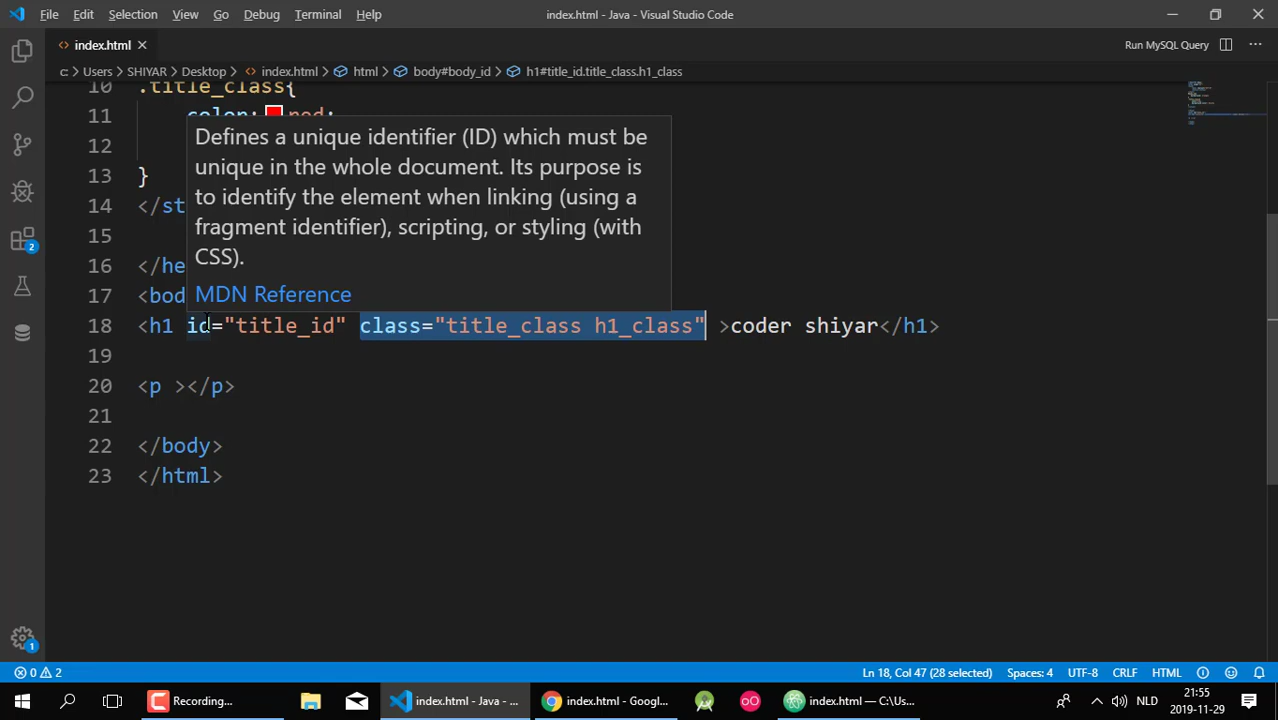 File Edit Selection View Go Debug Terminal Help index.html - Java - Visual Studio Code
index.html
Run MySQL Query
c: > Users > SHIYAR > Desktop > index.html > html > body#body_id > h1#title_id.title_class.h1_class
10 .title_class{
11 color: red;
12
13 }
14 </st
15
16 </he
17 <bod
Defines a unique identifier (ID) which must be
unique in the whole document. Its purpose is
to identify the element when linking (using a
fragment identifier), scripting, or styling (with
CSS).
MDN Reference
18 <h1 id="title_id" class="title_class h1_class" >coder shiyar</h1>
19
20 <p ></p>
21
22 </body>
23 </html>
2
1
0 2 Ln 18, Col 47 (28 selected) Spaces: 4 UTF-8 CRLF HTML
Recording... index.html - Java - ... index.html - Googl... index.html — C:\Us... NLD 21:55
2019-11-29